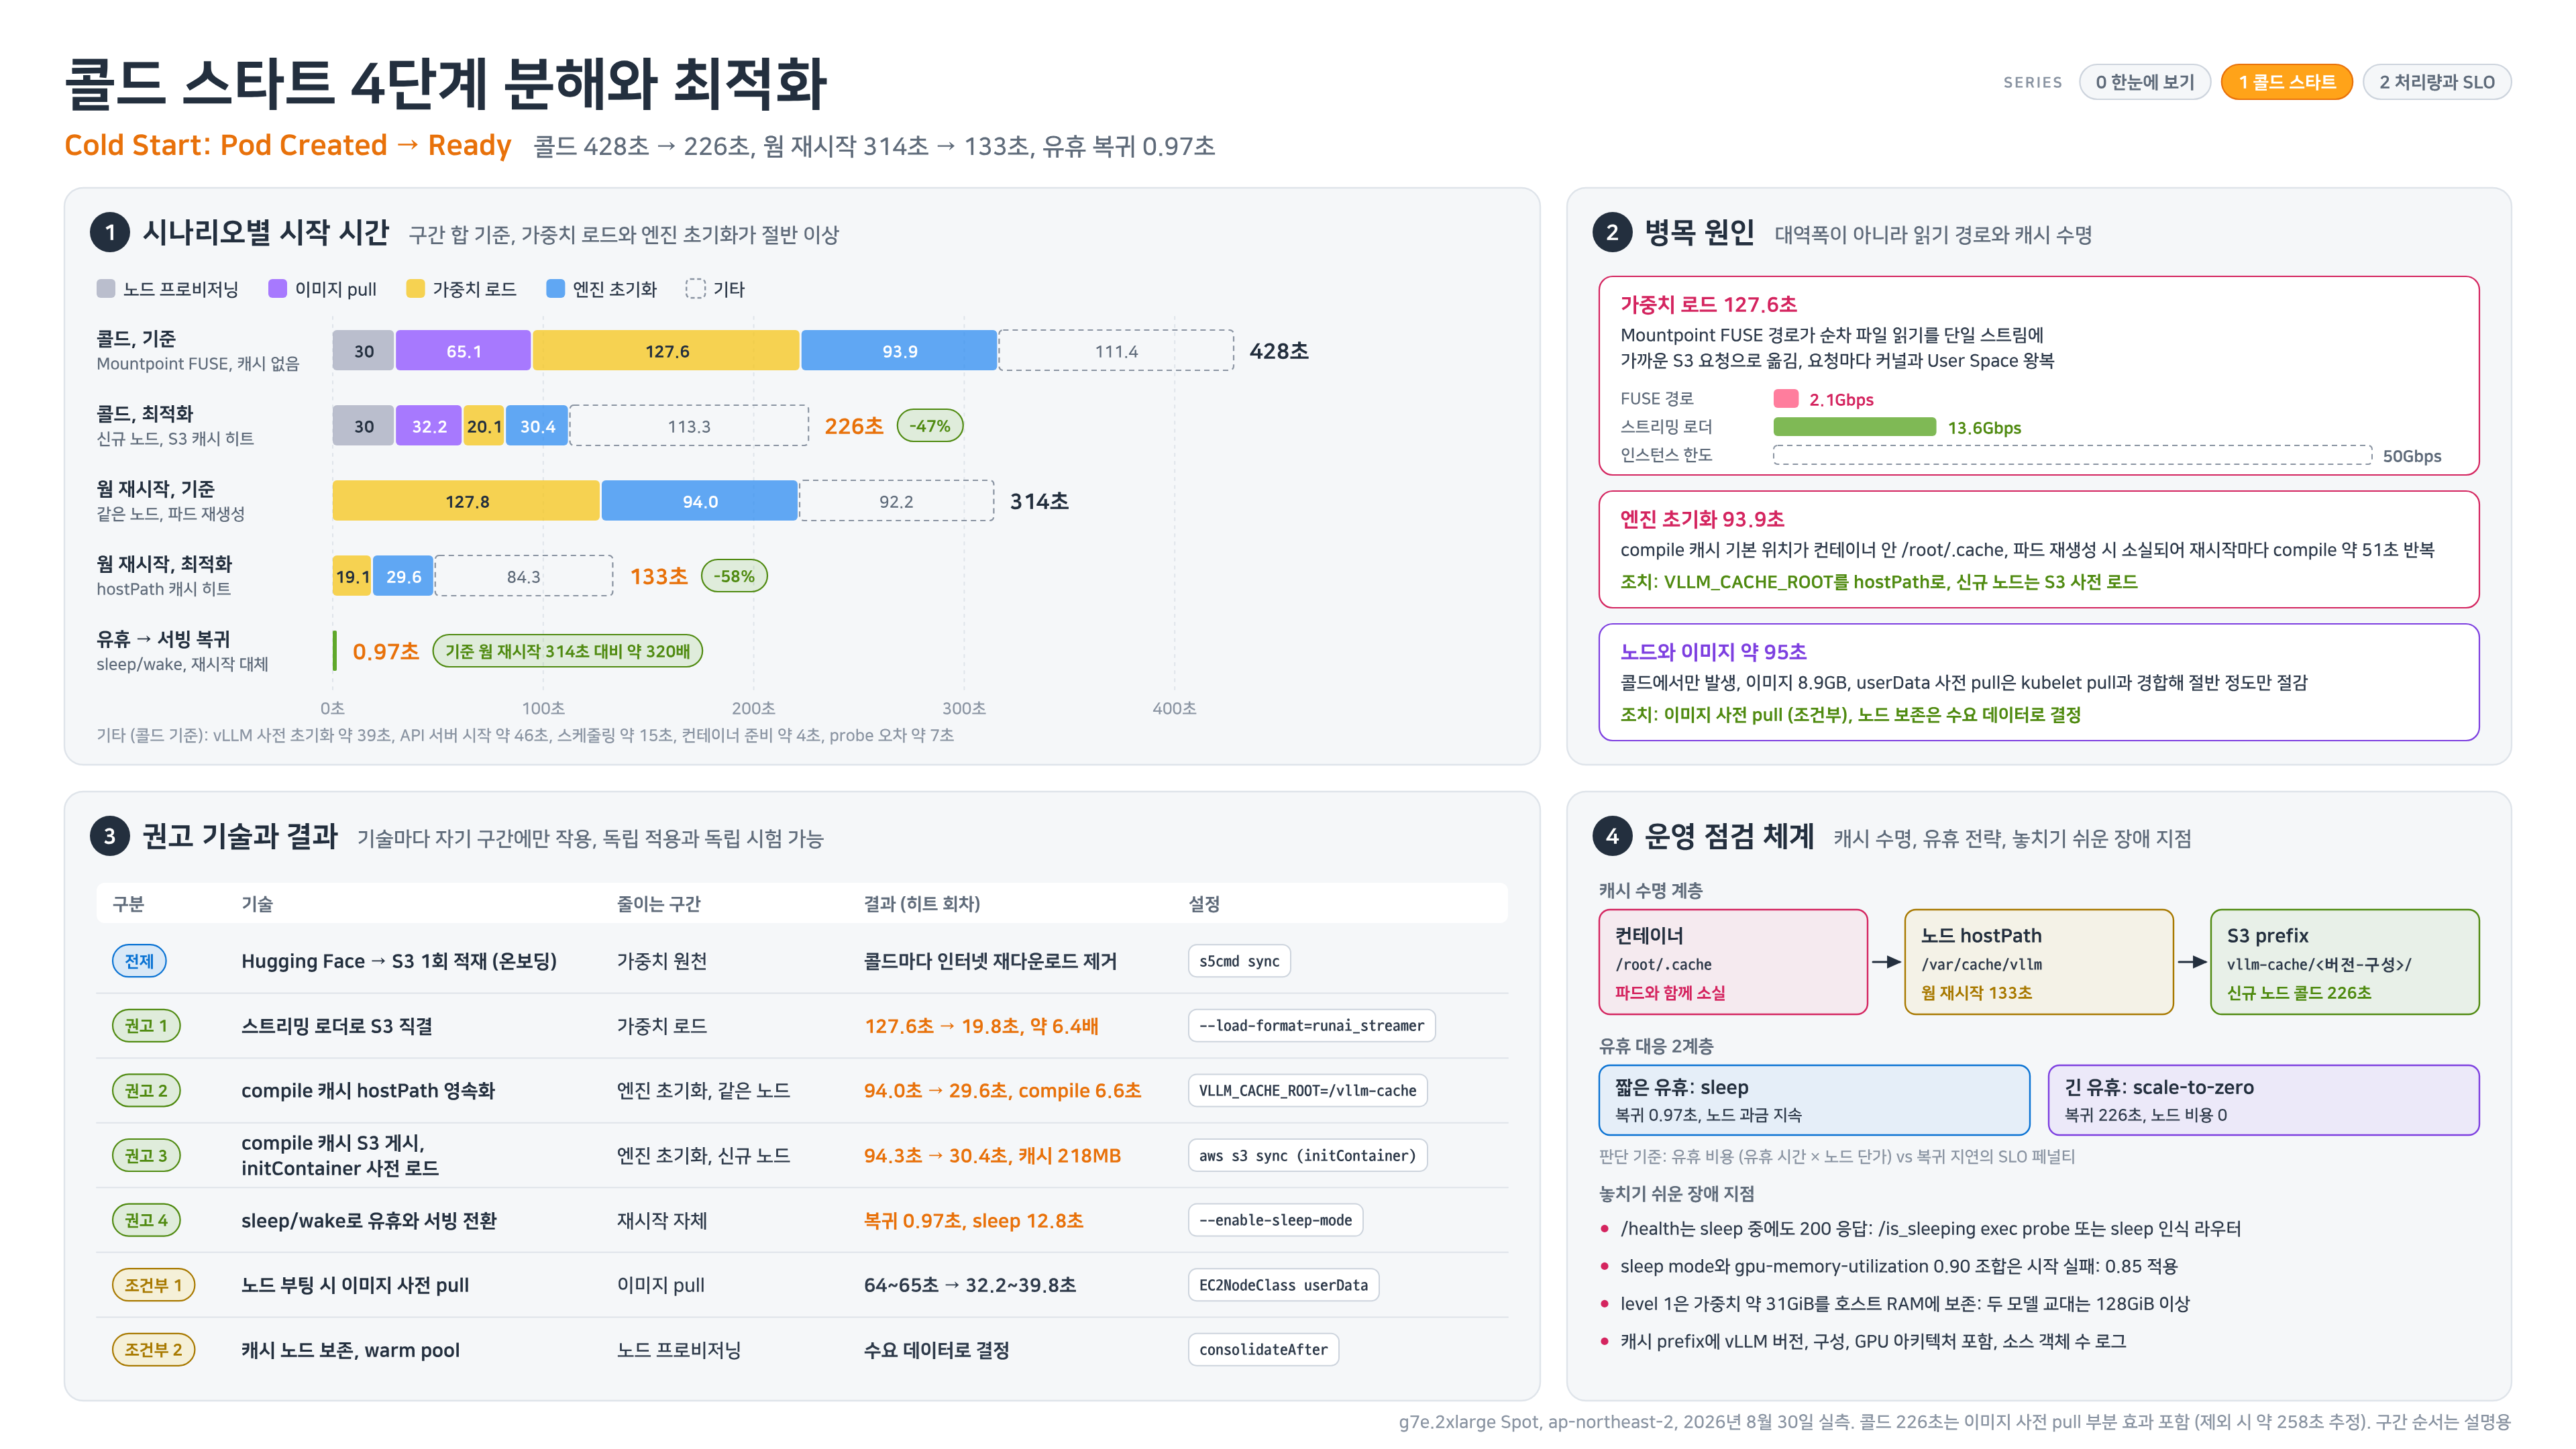 콜드 스타트 4단계 분해와 최적화
SERIES
0 한눈에 보기
1 콜드 스타트
2 처리량과 SLO
Cold Start: Pod Created → Ready 콜드 428초 → 226초, 웜 재시작 314초 → 133초, 유휴 복귀 0.97초
1 시나리오별 시작 시간 구간 합 기준, 가중치 로드와 엔진 초기화가 절반 이상
노드 프로비저닝 이미지 pull 가중치 로드 엔진 초기화 기타
콜드, 기준
Mountpoint FUSE, 캐시 없음
30 65.1 127.6 93.9 111.4 428초
콜드, 최적화
신규 노드, S3 캐시 히트
30 32.2 20.1 30.4 113.3 226초 -47%
웜 재시작, 기준
같은 노드, 파드 재생성
127.8 94.0 92.2 314초
웜 재시작, 최적화
hostPath 캐시 히트
19.1 29.6 84.3 133초 -58%
유휴 → 서빙 복귀
sleep/wake, 재시작 대체
0.97초 기준 웜 재시작 314초 대비 약 320배
0초 100초 200초 300초 400초
기타 (콜드 기준): vLLM 사전 초기화 약 39초, API 서버 시작 약 46초, 스케줄링 약 15초, 컨테이너 준비 약 4초, probe 오차 약 7초
2 병목 원인 대역폭이 아니라 읽기 경로와 캐시 수명
가중치 로드 127.6초
Mountpoint FUSE 경로가 순차 파일 읽기를 단일 스트림에
가까운 S3 요청으로 옮김, 요청마다 커널과 User Space 왕복
FUSE 경로 2.1Gbps
스트리밍 로더 13.6Gbps
인스턴스 한도 50Gbps
엔진 초기화 93.9초
compile 캐시 기본 위치가 컨테이너 안 /root/.cache, 파드 재생성 시 소실되어 재시작마다 compile 약 51초 반복
조치: VLLM_CACHE_ROOT를 hostPath로, 신규 노드는 S3 사전 로드
노드와 이미지 약 95초
콜드에서만 발생, 이미지 8.9GB, userData 사전 pull은 kubelet pull과 경합해 절반 정도만 절감
조치: 이미지 사전 pull (조건부), 노드 보존은 수요 데이터로 결정
3 권고 기술과 결과 기술마다 자기 구간에만 작용, 독립 적용과 독립 시험 가능
구분 기술 줄이는 구간 결과 (히트 회차) 설정
전제 Hugging Face → S3 1회 적재 (온보딩) 가중치 원천 콜드마다 인터넷 재다운로드 제거 s5cmd sync
권고 1 스트리밍 로더로 S3 직결 가중치 로드 127.6초 → 19.8초, 약 6.4배 --load-format=runai_streamer
권고 2 compile 캐시 hostPath 영속화 엔진 초기화, 같은 노드 94.0초 → 29.6초, compile 6.6초 VLLM_CACHE_ROOT=/vllm-cache
권고 3 compile 캐시 S3 게시,
initContainer 사전 로드 엔진 초기화, 신규 노드 94.3초 → 30.4초, 캐시 218MB aws s3 sync (initContainer)
권고 4 sleep/wake로 유휴와 서빙 전환 재시작 자체 복귀 0.97초, sleep 12.8초 --enable-sleep-mode
조건부 1 노드 부팅 시 이미지 사전 pull 이미지 pull 64~65초 → 32.2~39.8초 EC2NodeClass userData
조건부 2 캐시 노드 보존, warm pool 노드 프로비저닝 수요 데이터로 결정 consolidateAfter
4 운영 점검 체계 캐시 수명, 유휴 전략, 놓치기 쉬운 장애 지점
캐시 수명 계층
컨테이너
/root/.cache
파드와 함께 소실
노드 hostPath
/var/cache/vllm
웜 재시작 133초
S3 prefix
vllm-cache/<버전-구성>/
신규 노드 콜드 226초
유휴 대응 2계층
짧은 유휴: sleep
복귀 0.97초, 노드 과금 지속
긴 유휴: scale-to-zero
복귀 226초, 노드 비용 0
판단 기준: 유휴 비용 (유휴 시간 × 노드 단가) vs 복귀 지연의 SLO 페널티
놓치기 쉬운 장애 지점
• /health는 sleep 중에도 200 응답: /is_sleeping exec probe 또는 sleep 인식 라우터
• sleep mode와 gpu-memory-utilization 0.90 조합은 시작 실패: 0.85 적용
• level 1은 가중치 약 31GiB를 호스트 RAM에 보존: 두 모델 교대는 128GiB 이상
• 캐시 prefix에 vLLM 버전, 구성, GPU 아키텍처 포함, 소스 객체 수 로그
g7e.2xlarge Spot, ap-northeast-2, 2026년 8월 30일 실측. 콜드 226초는 이미지 사전 pull 부분 효과 포함 (제외 시 약 258초 추정). 구간 순서는 설명용